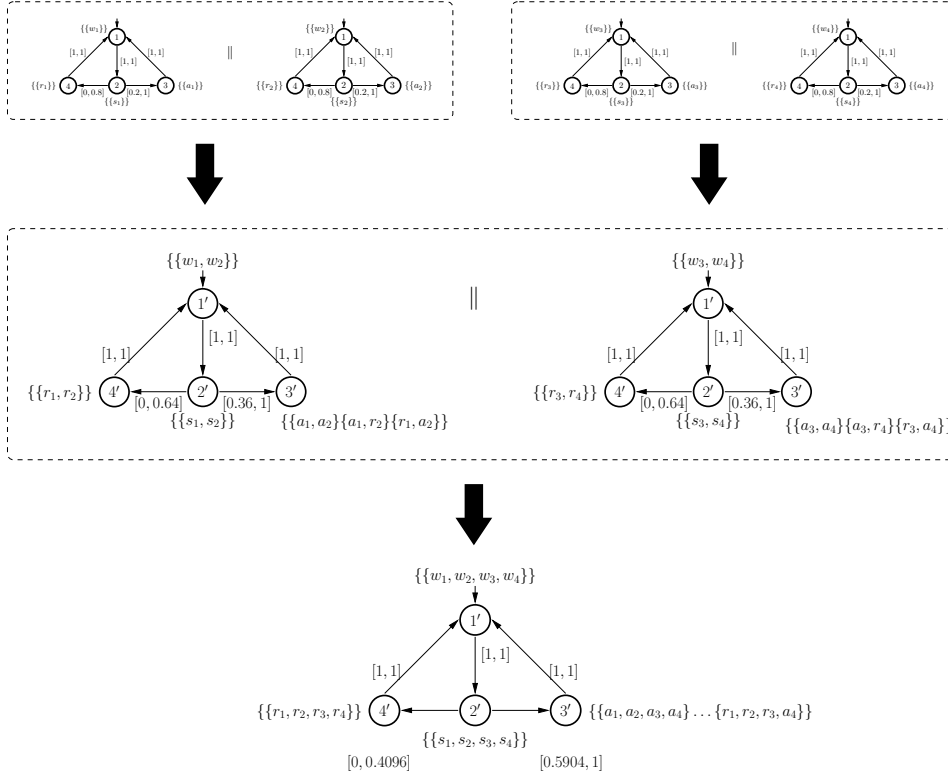 {{w₁}} {{w₂}} {{w₃}} {{w₄}}
1 ∥ 1 1 ∥ 1
[1, 1] [1, 1] [1, 1] [1, 1] [1, 1] [1, 1] [1, 1] [1, 1]
[1, 1] [1, 1] [1, 1] [1, 1]
{{r₁}} 4 2 3 {{a₁}} {{r₂}} 4 2 3 {{a₂}} {{r₃}} 4 2 3 {{a₃}} {{r₄}} 4 2 3 {{a₄}}
[0, 0.8] [0.2, 1] [0, 0.8] [0.2, 1] [0, 0.8] [0.2, 1] [0, 0.8] [0.2, 1]
{{s₁}} {{s₂}} {{s₃}} {{s₄}}
{{w₁, w₂}} {{w₃, w₄}}
1′ ∥ 1′
[1, 1] [1, 1]
[1, 1] [1, 1] [1, 1] [1, 1]
{{r₁, r₂}} 4′ 2′ 3′ {{r₃, r₄}} 4′ 2′ 3′
[0, 0.64] [0.36, 1] [0, 0.64] [0.36, 1]
{{s₁, s₂}} {{a₁, a₂}{a₁, r₂}{r₁, a₂}} {{s₃, s₄}} {{a₃, a₄}{a₃, r₄}{r₃, a₄}}
{{w₁, w₂, w₃, w₄}}
1′
[1, 1]
[1, 1] [1, 1]
{{r₁, r₂, r₃, r₄}} 4′ 2′ 3′ {{a₁, a₂, a₃, a₄} … {r₁, r₂, r₃, a₄}}
{{s₁, s₂, s₃, s₄}}
[0, 0.4096] [0.5904, 1]